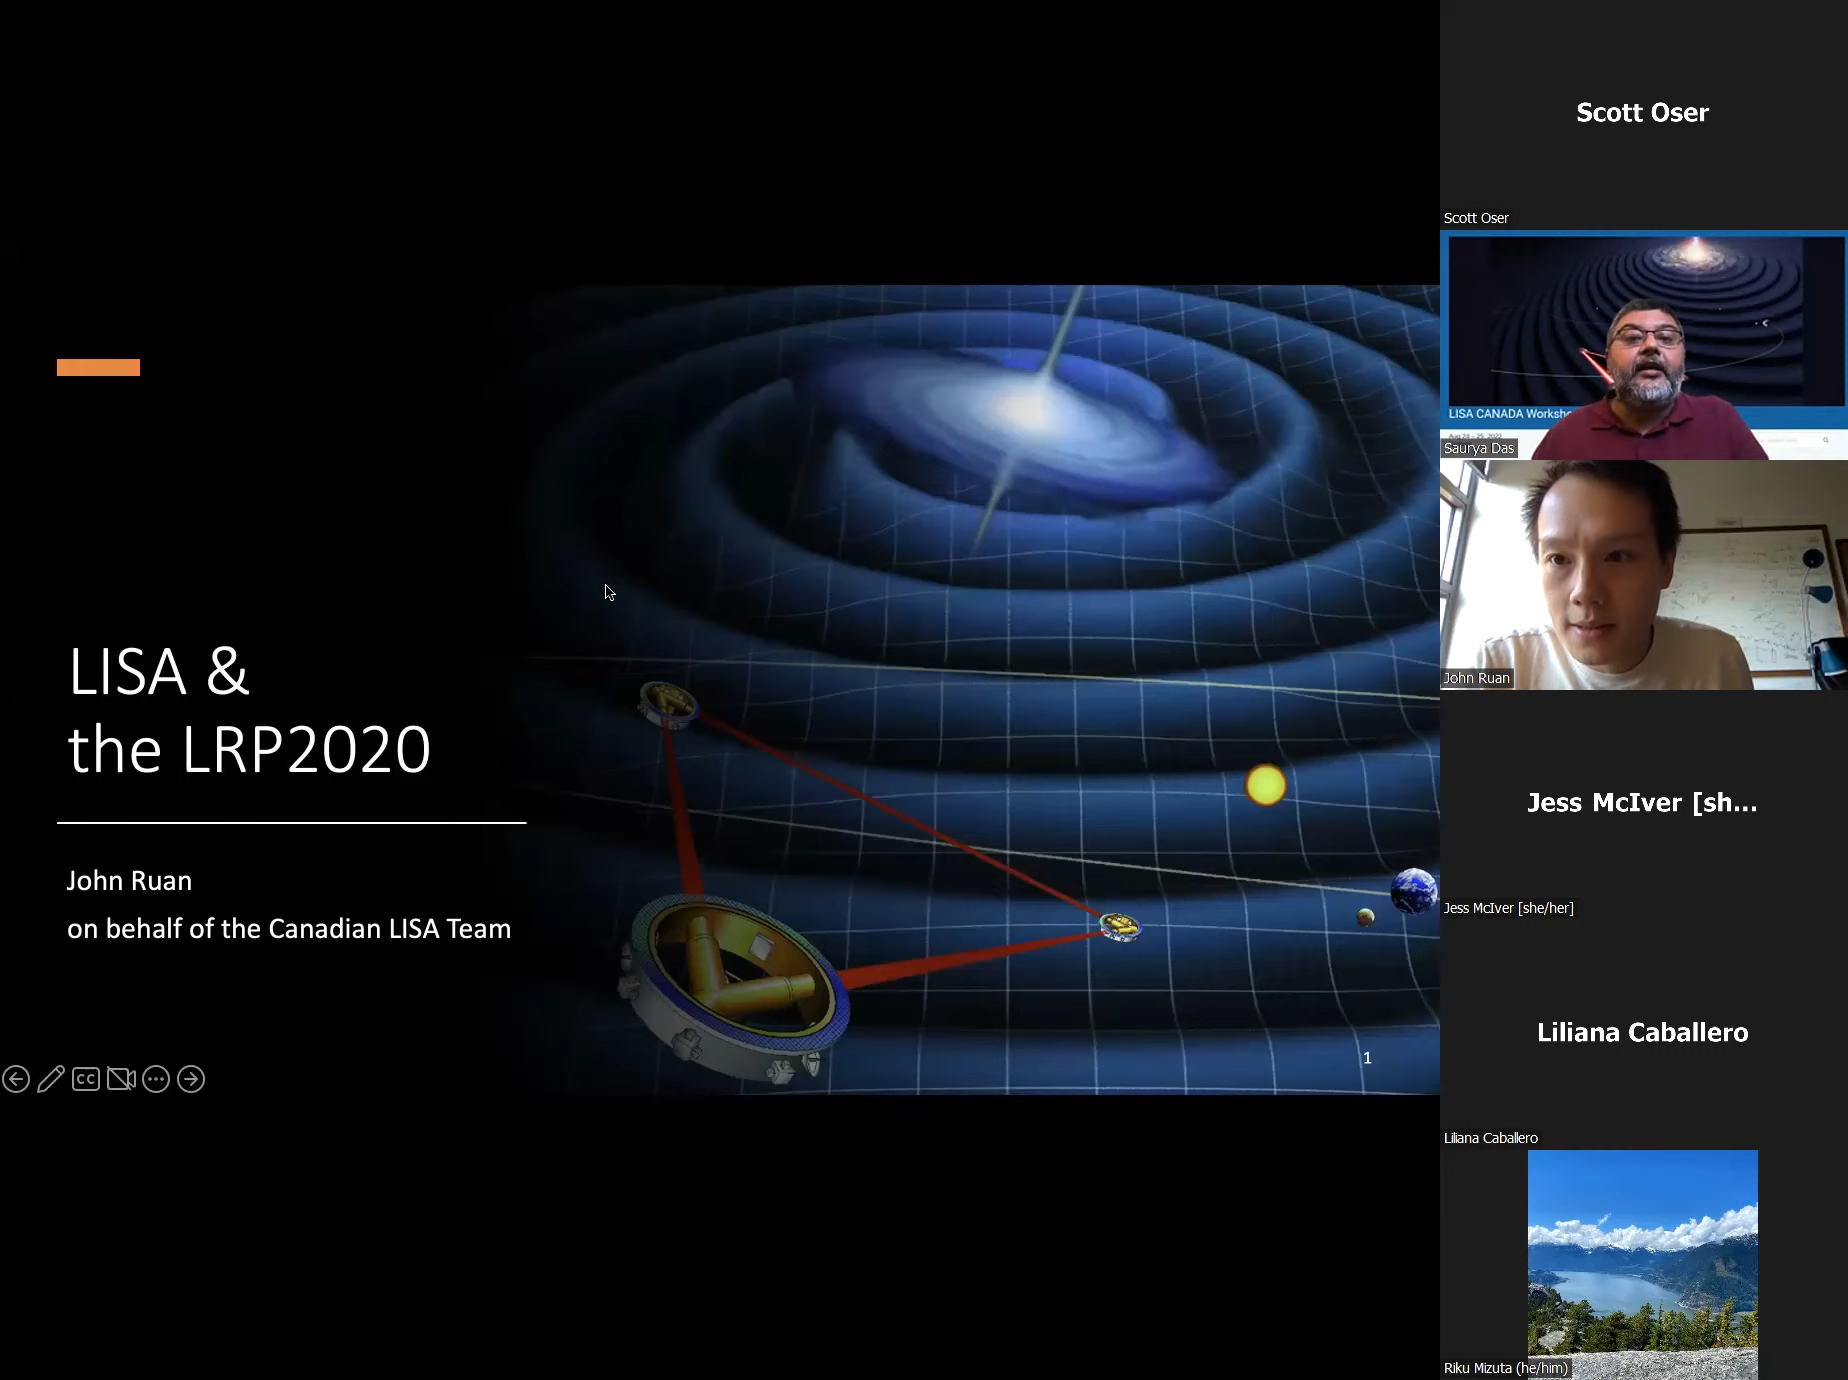 LISA &
the LRP2020
John Ruan
on behalf of the Canadian LISA Team
1
CC
Scott Oser
Scott Oser
LISA CANADA Worksho
Saurya Das
John Ruan
Jess McIver [sh...
Jess McIver [she/her]
Liliana Caballero
Liliana Caballero
Riku Mizuta (he/him)